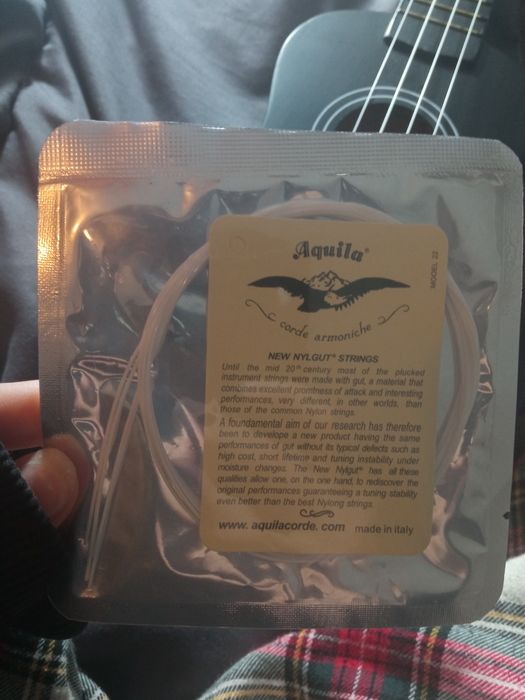 Aquila®
MODEL 22
corde armoniche
NEW NYLGUT® STRINGS
Until the mid 20th century most of the plucked
instrument strings were made with gut, a material that
combines excellent promtness of attack and interesting
performances, very different, in other worlds, than
those of the common Nylon strings.
A foundamental aim of our research has therefore
been to develope a new product having the same
performances of gut without its typical defects such as
high cost, short lifetime and tuning instability under
moisture changes. The New Nylgut® has all these
qualities allow one, on the one hand, to rediscover the
original performances guaranteeing a tuning stability
even better than the best Nylong strings.
www. aquilacorde. com made in italy